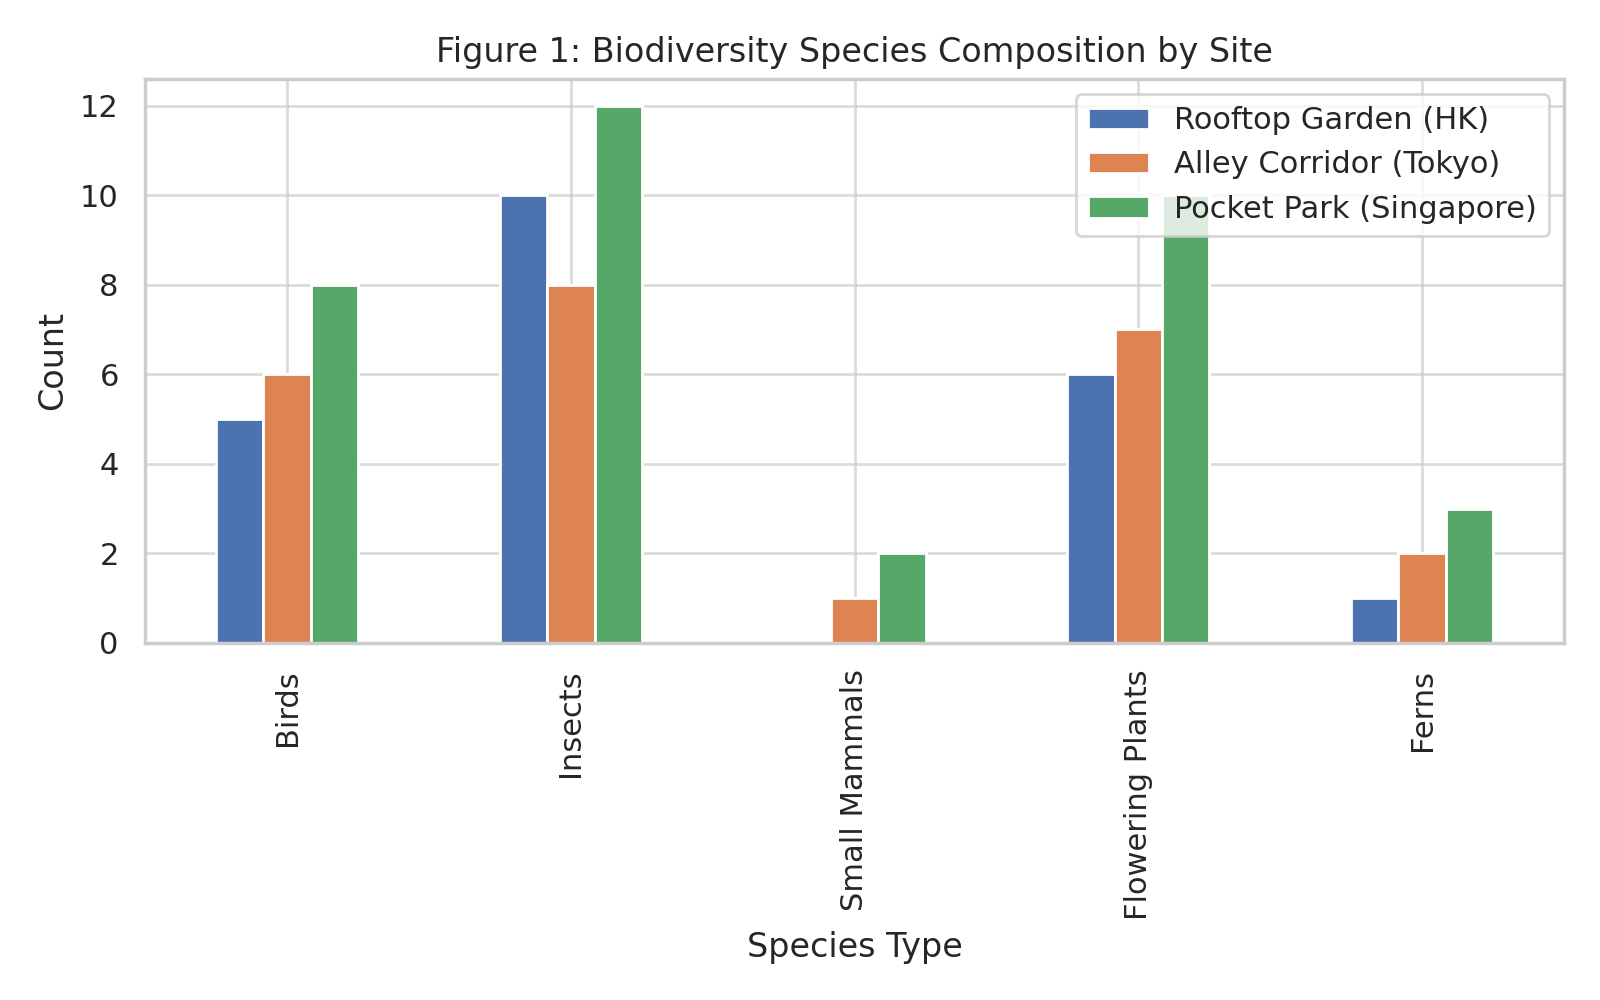 Figure 1: Biodiversity Species Composition by Site
Rooftop Garden (HK)
Alley Corridor (Tokyo)
Pocket Park (Singapore)
Count
12
10
8
6
4
2
0
Birds
Insects
Small Mammals
Flowering Plants
Ferns
Species Type